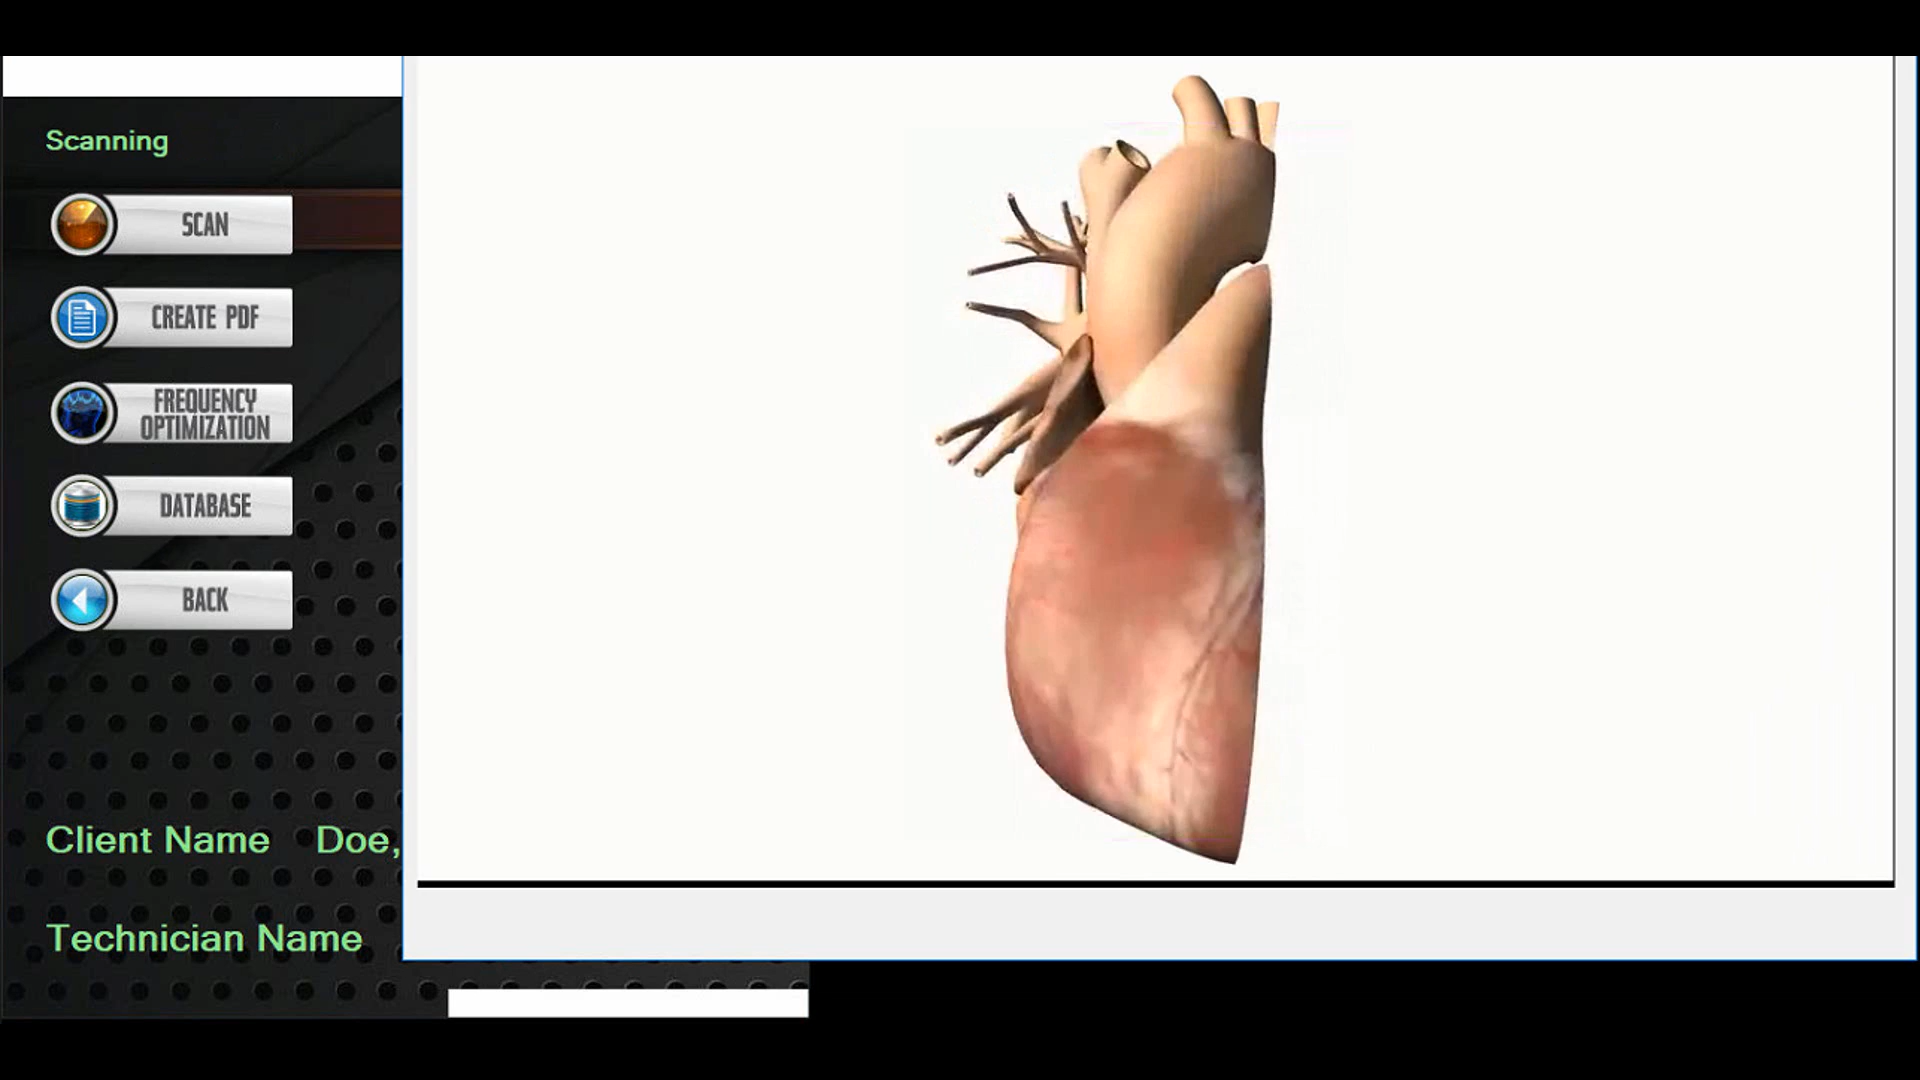 Scanning
SCAN
CREATE PDF
FREQUENCY
OPTIMIZATION
DATABASE
BACK
Client Name Doe,
Technician Name